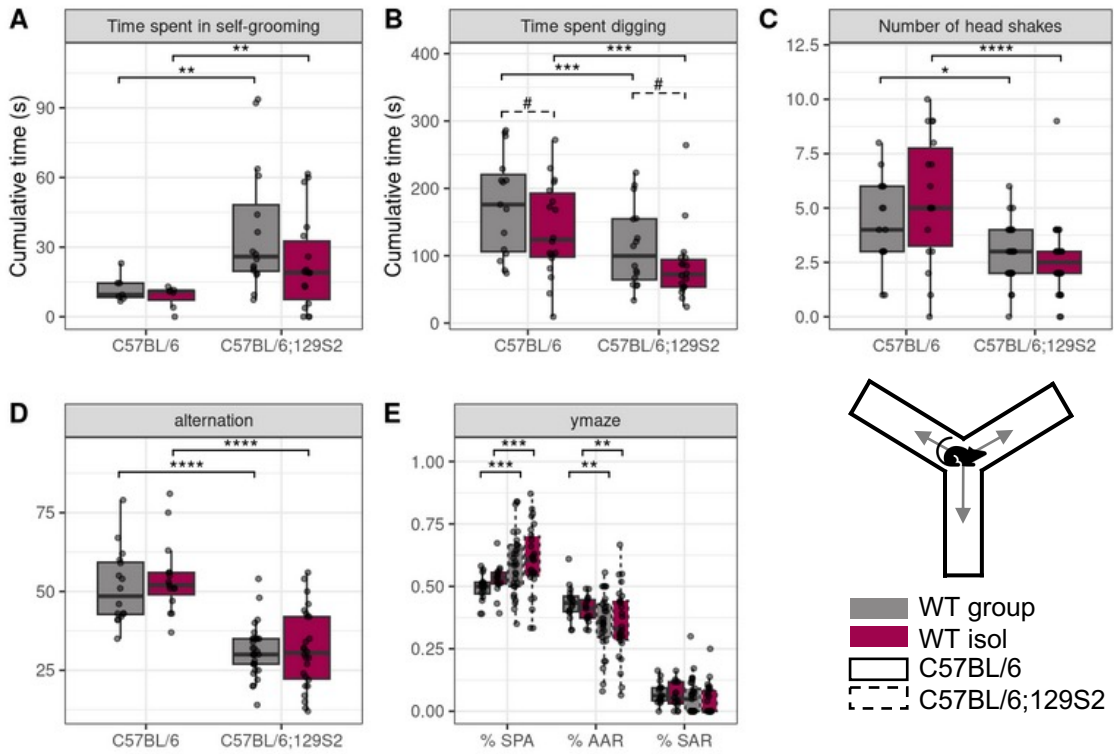 A
Time spent in self-grooming
Cumulative time (s)
90
60
30
0
**
**
C57BL/6
C57BL/6;129S2
B
Time spent digging
Cumulative time (s)
400
300
200
100
0
***
***
#
#
C57BL/6
C57BL/6;129S2
C
Number of head shakes
12.5
10.0
7.5
5.0
2.5
0.0
****
*
C57BL/6
C57BL/6;129S2
D
alternation
75
50
25
****
****
C57BL/6
C57BL/6;129S2
E
ymaze
1.00
0.75
0.50
0.25
0.00
***
***
**
**
% SPA
% AAR
% SAR
WT group
WT isol
C57BL/6
C57BL/6;129S2